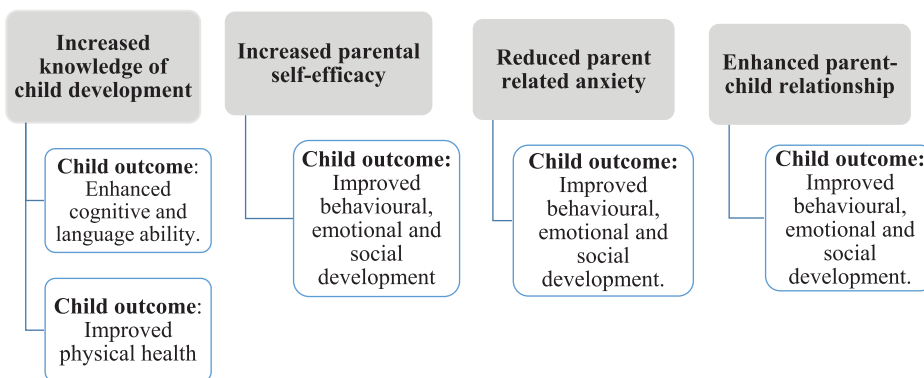 Increased
knowledge of
child development
Child outcome:
Enhanced
cognitive and
language ability.
Child outcome:
Improved
physical health
Increased parental
self-efficacy
Child outcome:
Improved
behavioural,
emotional and
social
development
Reduced parent
related anxiety
Child outcome:
Improved
behavioural,
emotional and
social
development.
Enhanced parent-
child relationship
Child outcome:
Improved
behavioural,
emotional and
social
development.